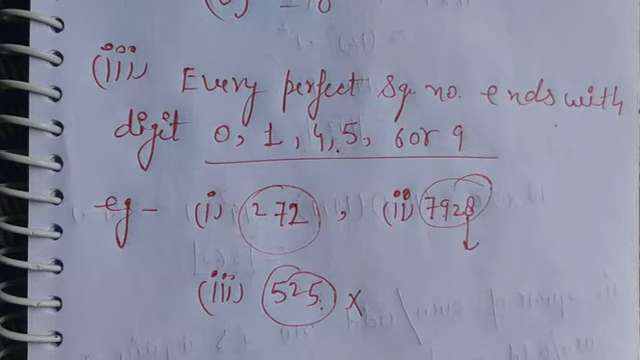 (iii) Every perfect Sq. no. ends with
digit 0, 1, 4, 5, 6 or 9
eg - (i) 272, (ii) 7928
(iii) 525. x